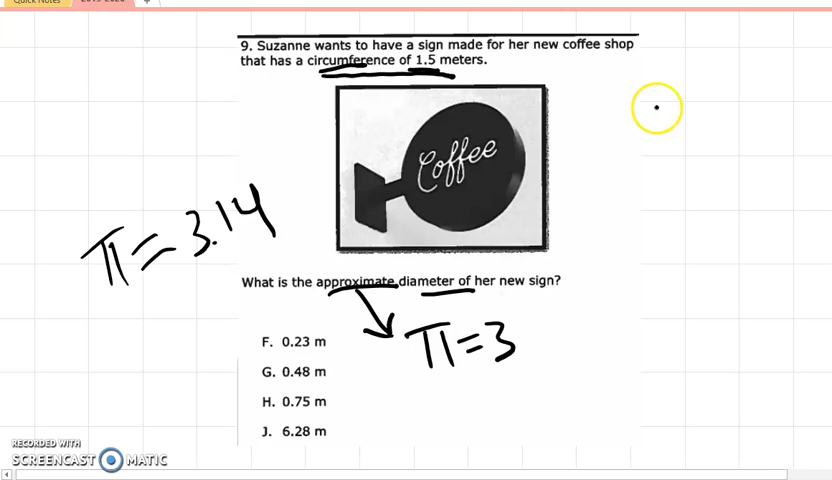 Quick Notes 2019-2020 +
9. Suzanne wants to have a sign made for her new coffee shop
that has a circumference of 1.5 meters.
Coffee
π = 3.14
What is the approximate diameter of her new sign?
π = 3
F. 0.23 m
G. 0.48 m
H. 0.75 m
J. 6.28 m
RECORDED WITH
SCREENCAST MATIC